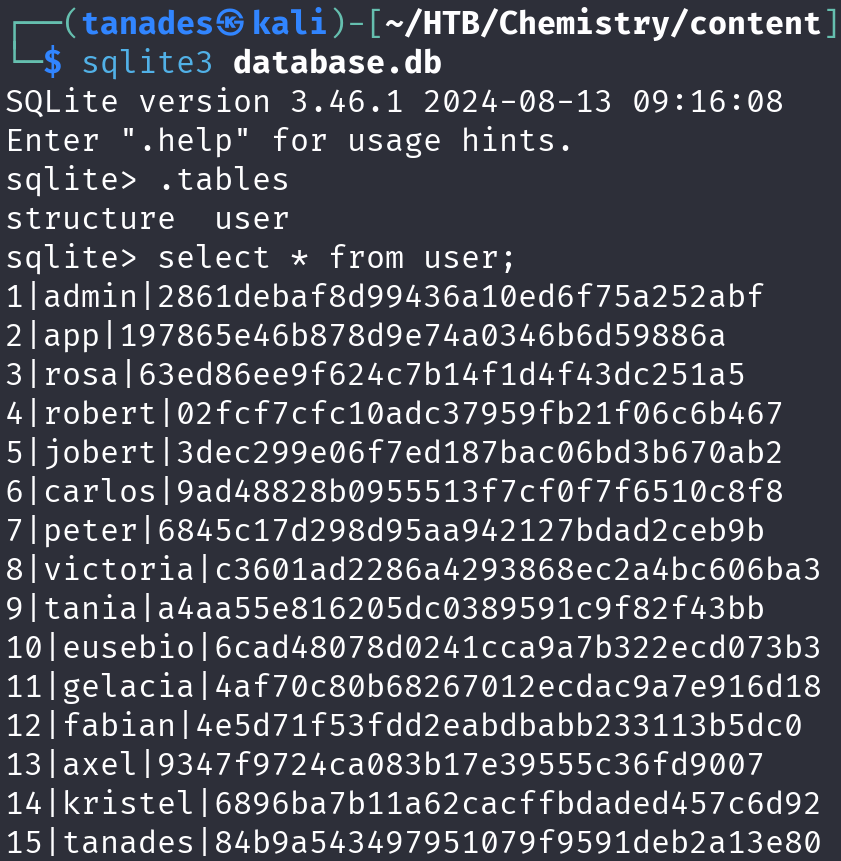 ┌──(tanades㉿kali)-[~/HTB/Chemistry/content]
└─$ sqlite3 database.db
SQLite version 3.46.1 2024-08-13 09:16:08
Enter ".help" for usage hints.
sqlite> .tables
structure  user
sqlite> select * from user;
1|admin|2861debaf8d99436a10ed6f75a252abf
2|app|197865e46b878d9e74a0346b6d59886a
3|rosa|63ed86ee9f624c7b14f1d4f43dc251a5
4|robert|02fcf7cfc10adc37959fb21f06c6b467
5|jobert|3dec299e06f7ed187bac06bd3b670ab2
6|carlos|9ad48828b0955513f7cf0f7f6510c8f8
7|peter|6845c17d298d95aa942127bdad2ceb9b
8|victoria|c3601ad2286a4293868ec2a4bc606ba3
9|tania|a4aa55e816205dc0389591c9f82f43bb
10|eusebio|6cad48078d0241cca9a7b322ecd073b3
11|gelacia|4af70c80b68267012ecdac9a7e916d18
12|fabian|4e5d71f53fdd2eabdbabb233113b5dc0
13|axel|9347f9724ca083b17e39555c36fd9007
14|kristel|6896ba7b11a62cacffbdaded457c6d92
15|tanades|84b9a543497951079f9591deb2a13e80